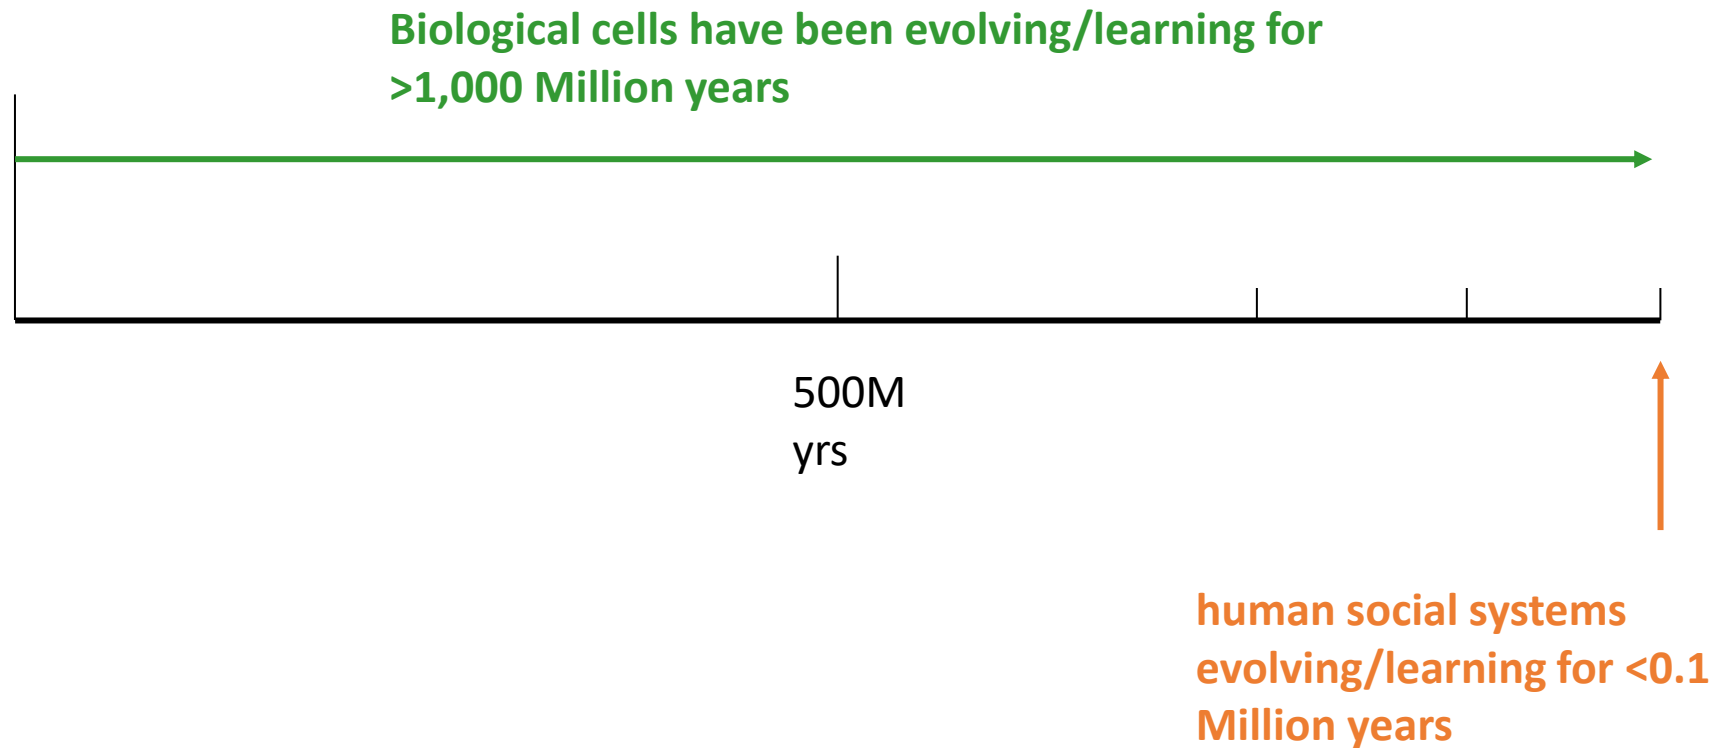 Biological cells have been evolving/learning for
>1,000 Million years
500M
yrs
human social systems
evolving/learning for <0.1
Million years